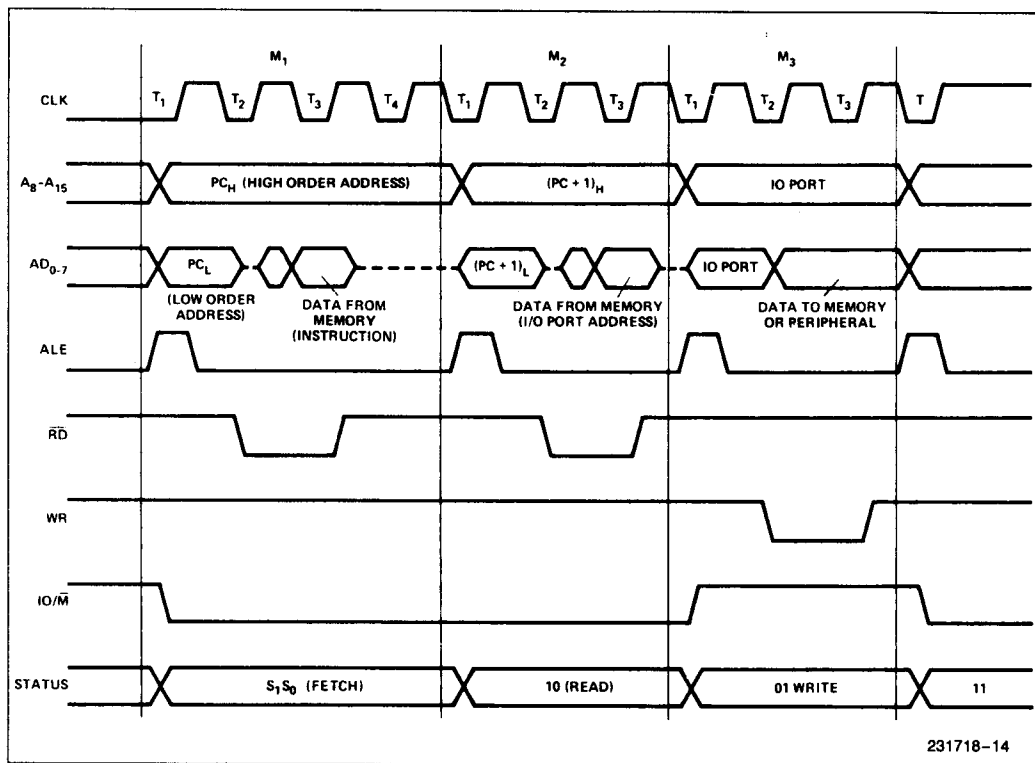 M₁ M₂ M₃
CLK T₁ T₂ T₃ T₄ T₁ T₂ T₃ T₁ T₂ T₃ T
A₈-A₁₅ PC_H (HIGH ORDER ADDRESS) (PC + 1)_H IO PORT
AD₀₋₇ PC_L (PC + 1)_L IO PORT
(LOW ORDER
ADDRESS)
DATA FROM
MEMORY
(INSTRUCTION)
DATA FROM MEMORY
(I/O PORT ADDRESS)
DATA TO MEMORY
OR PERIPHERAL
ALE
R̅D̅
WR
IO/M̅
STATUS S₁S₀ (FETCH) 10 (READ) 01 WRITE 11
231718-14